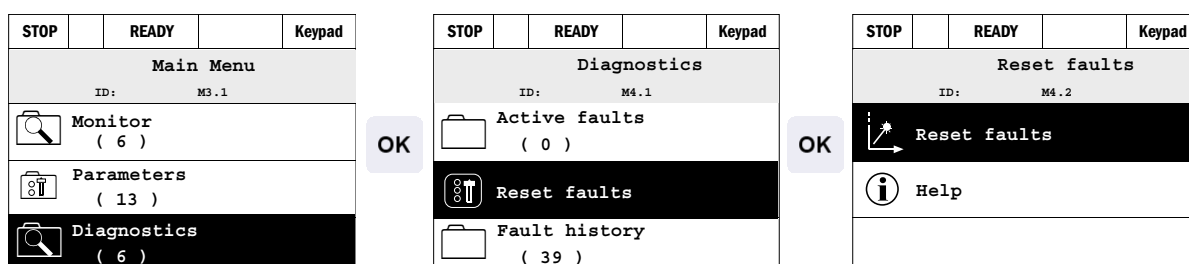 STOP READY Keypad
Main Menu
ID: M3.1
Monitor
( 6 )
Parameters
( 13 )
Diagnostics
( 6 )
OK
STOP READY Keypad
Diagnostics
ID: M4.1
Active faults
( 0 )
Reset faults
Fault history
( 39 )
OK
STOP READY Keypad
Reset faults
ID: M4.2
Reset faults
Help